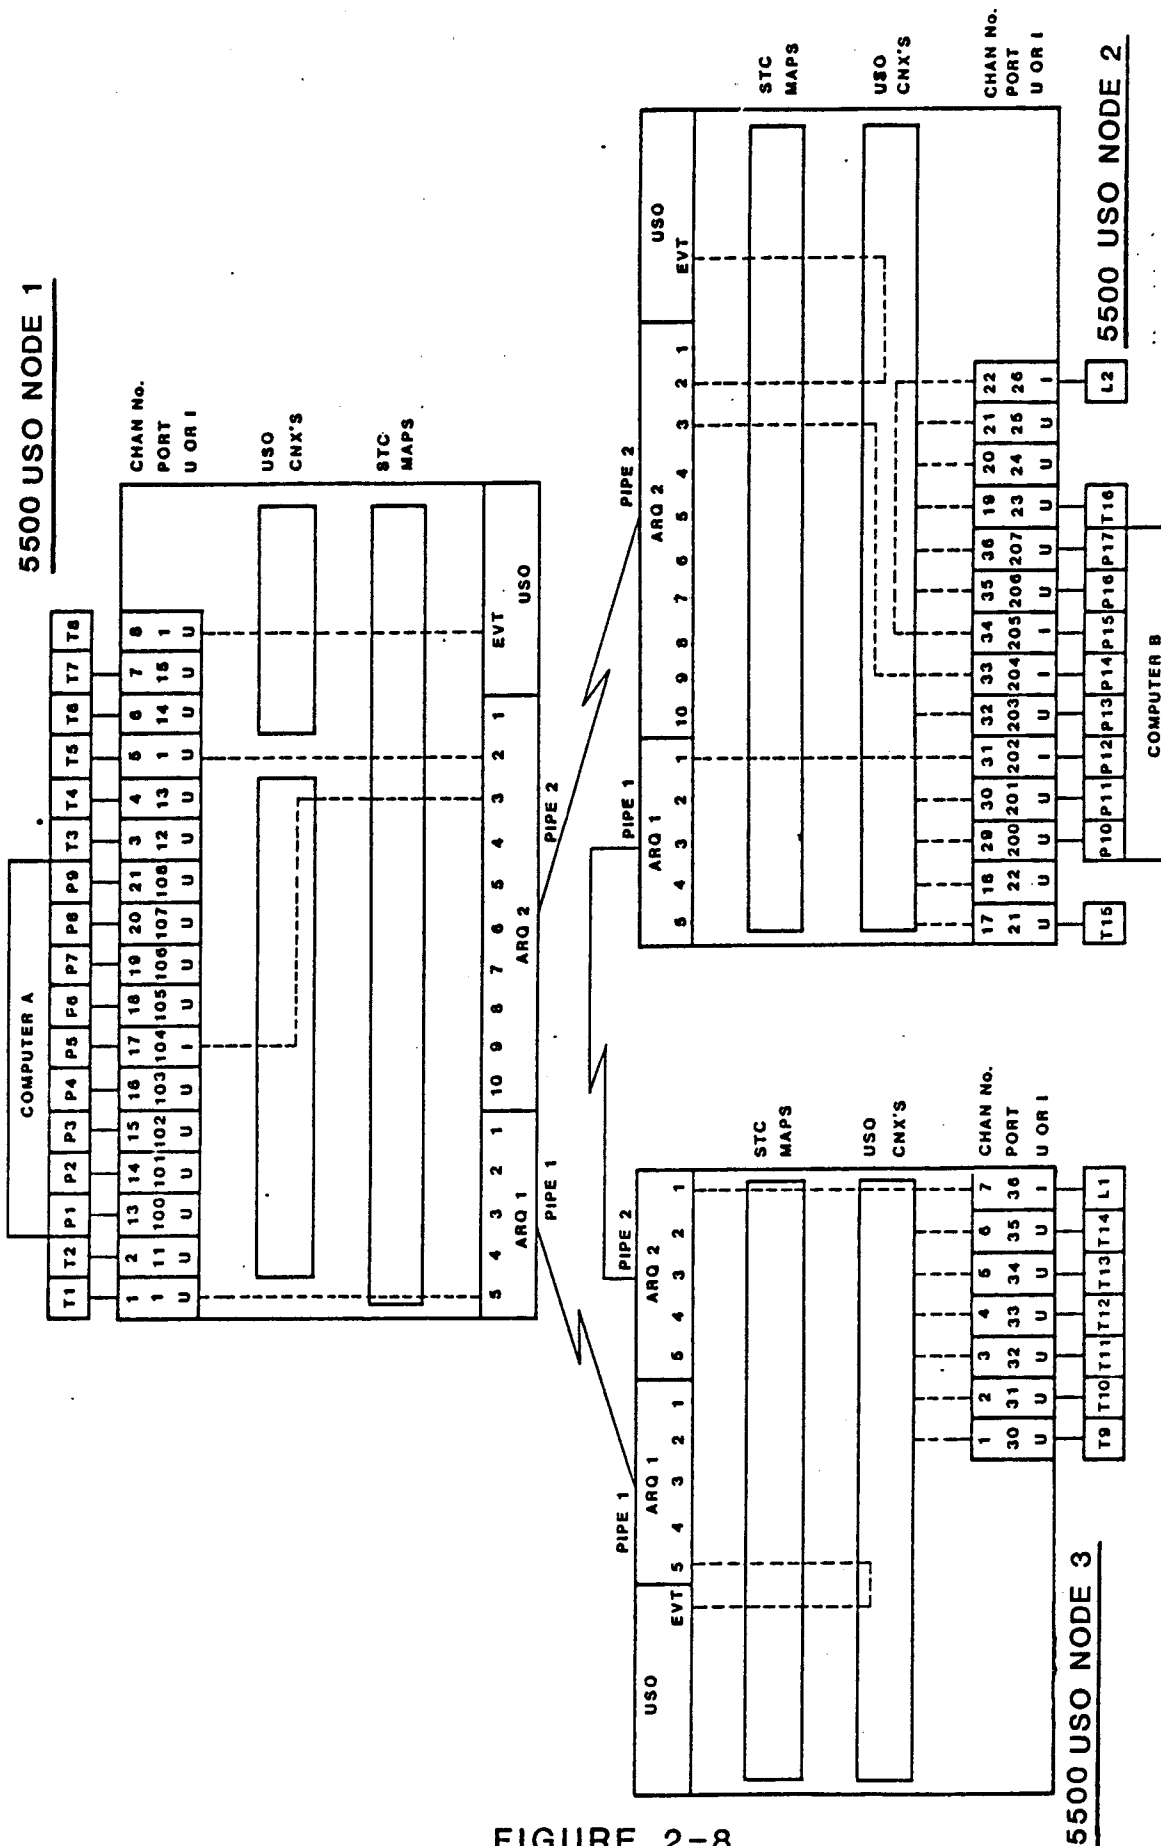 5500 USO NODE 1
COMPUTER A
T1 T2 P1 P2 P3 P4 P5 P6 P7 P8 P9 T3 T4 T5 T6 T7 T8
1 2 13 14 15 16 17 18 19 20 21 3 4 5 6 7 8 CHAN No.
1 11 100 101 102 103 104 105 106 107 108 12 13 1 14 15 1 PORT
U U U U U U I U U U U U U U U U U U OR I
USO
CNX'S
STC
MAPS
5 4 3 2 1 10 9 8 7 6 5 4 3 2 1 EVT
ARQ 1 ARQ 2 USO
PIPE 1 PIPE 2
PIPE 1 PIPE 2
USO ARQ 1 ARQ 2
EVT 5 4 3 2 1 5 4 3 2 1
STC
MAPS
USO
CNX'S
1 2 3 4 5 6 7 CHAN No.
30 31 32 33 34 35 36 PORT
U U U U U U I U OR I
T9 T10 T11 T12 T13 T14 L1
5500 USO NODE 3
PIPE 1 PIPE 2
ARQ 1 ARQ 2 USO
5 4 3 2 1 10 9 8 7 6 5 4 3 2 1 EVT
STC
MAPS
USO
CNX'S
17 18 29 30 31 32 33 34 35 36 19 20 21 22 CHAN No.
21 22 200 201 202 203 204 205 206 207 23 24 25 26 PORT
U U U U I U I I U U U U U I U OR I
T15 P10 P11 P12 P13 P14 P15 P16 P17 T16 L2
COMPUTER B
5500 USO NODE 2
FIGURE 2-8